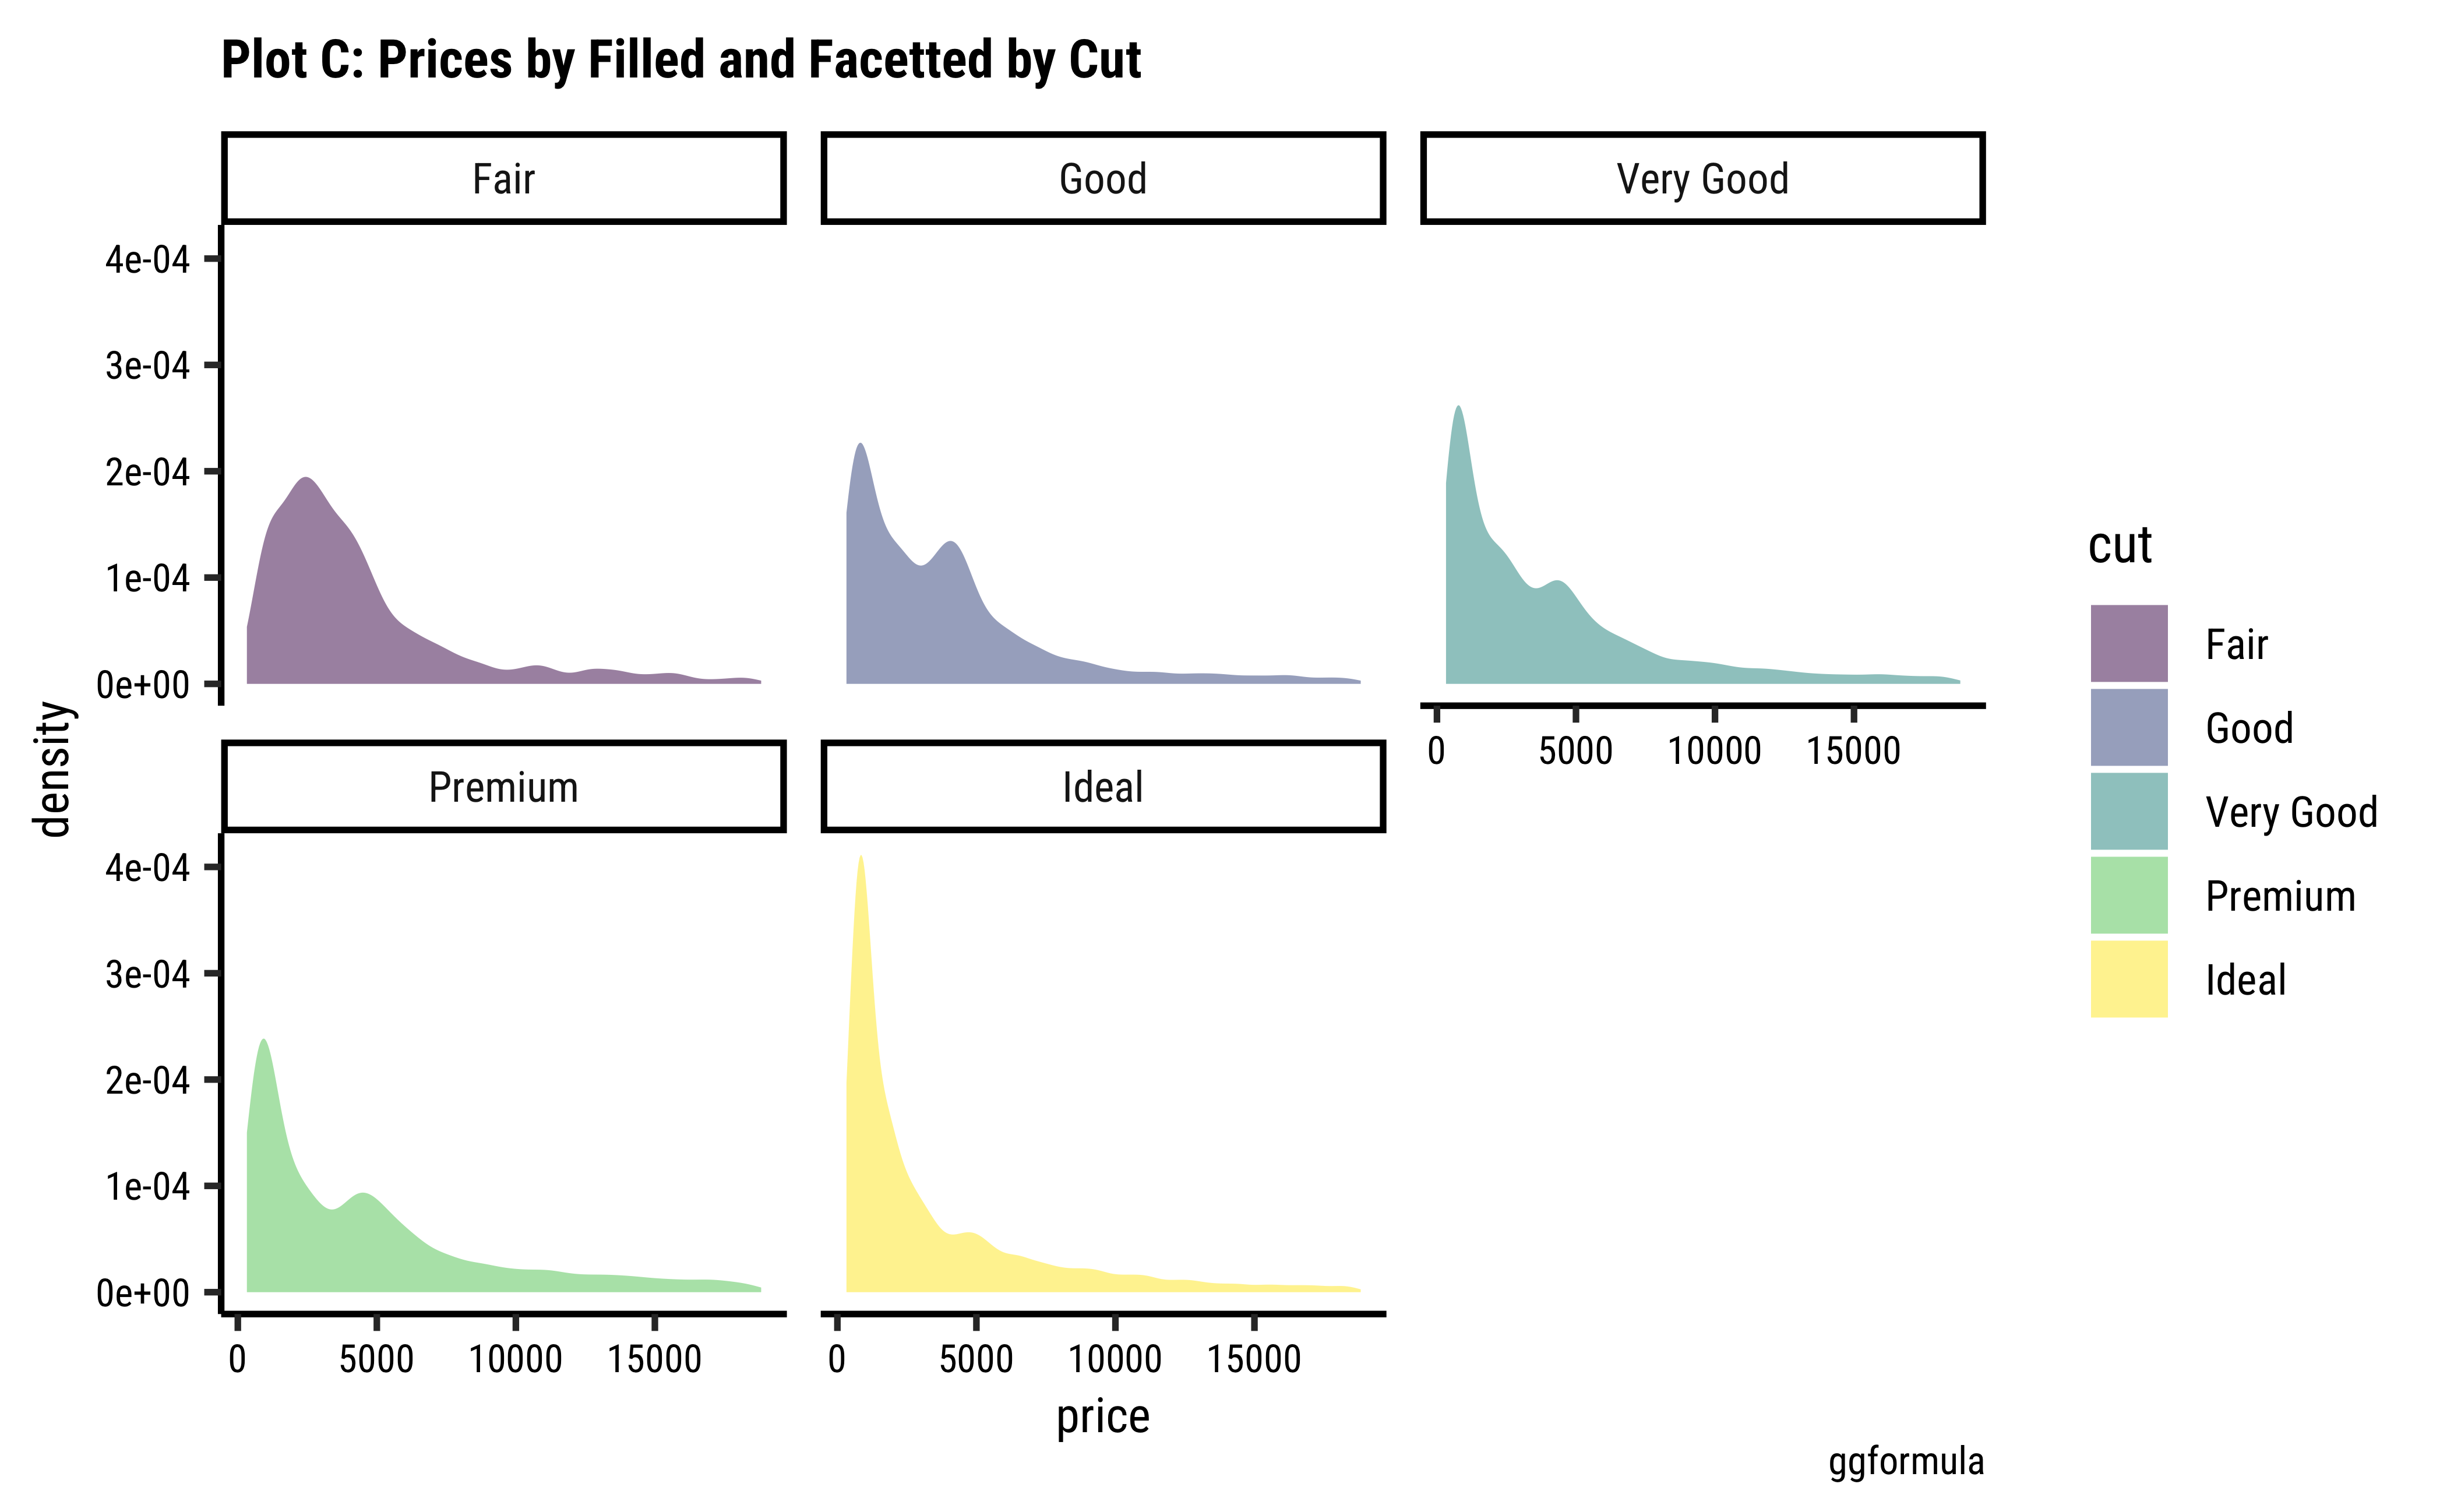 Plot C: Prices by Filled and Facetted by Cut
Fair
Good
Very Good
4e-04
3e-04
2e-04
1e-04
0e+00
0 5000 10000 15000
density
Premium
Ideal
4e-04
3e-04
2e-04
1e-04
0e+00
0 5000 10000 15000
0 5000 10000 15000
price
cut
Fair
Good
Very Good
Premium
Ideal
ggformula